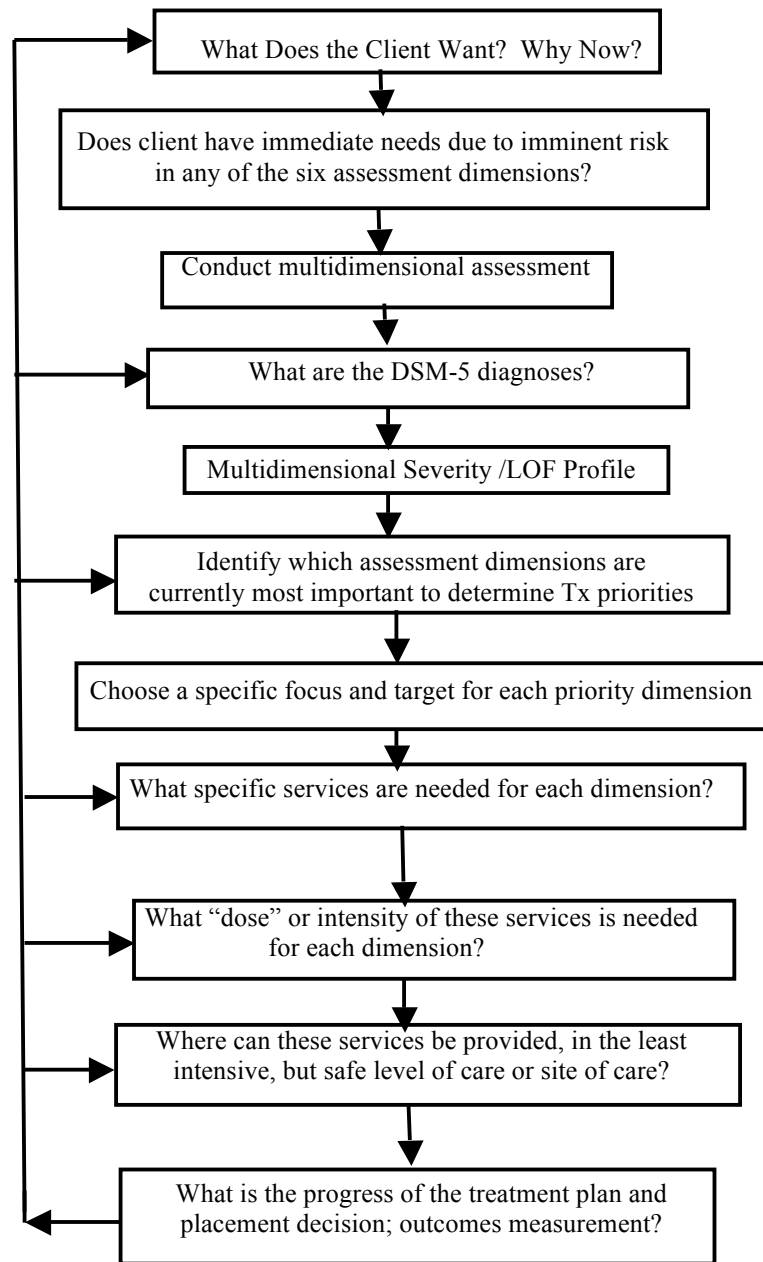 What Does the Client Want? Why Now?
Does client have immediate needs due to imminent risk
in any of the six assessment dimensions?
Conduct multidimensional assessment
What are the DSM-5 diagnoses?
Multidimensional Severity /LOF Profile
Identify which assessment dimensions are
currently most important to determine Tx priorities
Choose a specific focus and target for each priority dimension
What specific services are needed for each dimension?
What “dose” or intensity of these services is needed
for each dimension?
Where can these services be provided, in the least
intensive, but safe level of care or site of care?
What is the progress of the treatment plan and
placement decision; outcomes measurement?